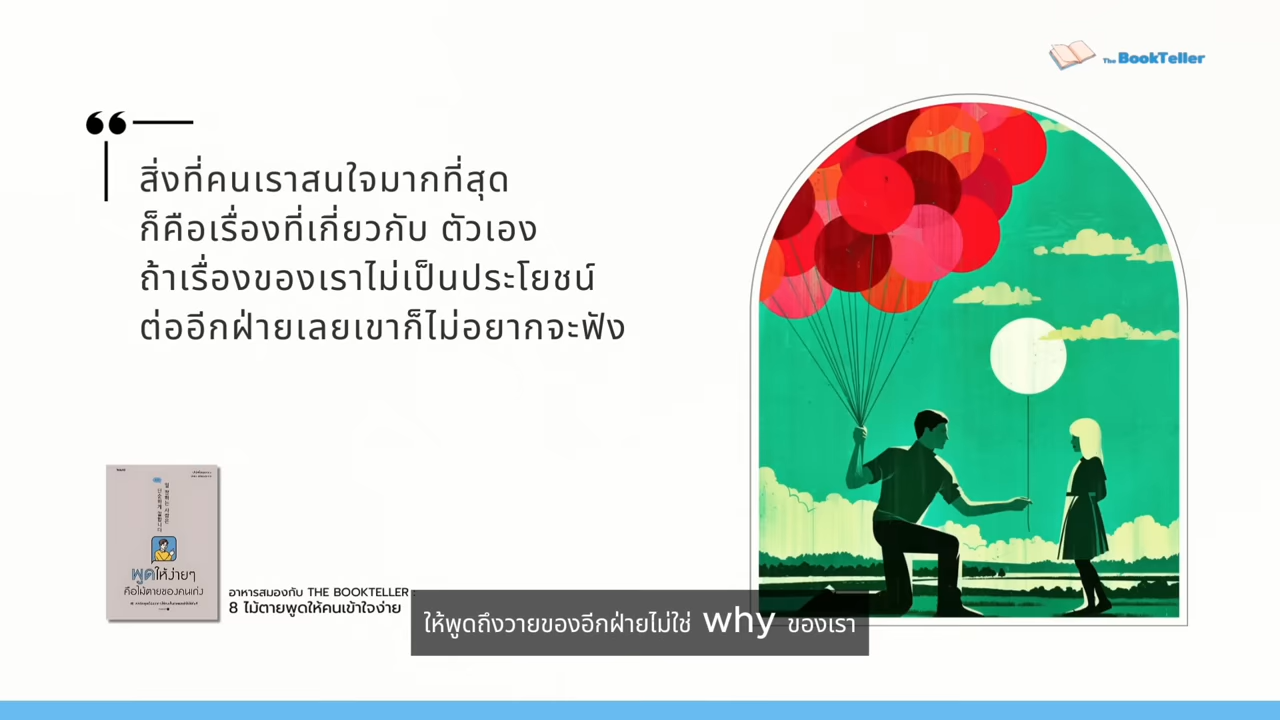 The BookTeller
สิ่งที่คนเราสนใจมากที่สุด
ก็คือเรื่องที่เกี่ยวกับ ตัวเอง
ถ้าเรื่องของเราไม่เป็นประโยชน์
ต่ออีกฝ่ายเลยเขาก็ไม่อยากจะฟัง
พูดให้ง่ายๆ
คือไม้ตายของคนเก่ง
อาหารสมองกับ THE BOOKTELLER :
8 ไม้ตายพูดให้คนเข้าใจง่าย
ให้พูดถึงวายของอีกฝ่ายไม่ใช่ why ของเรา